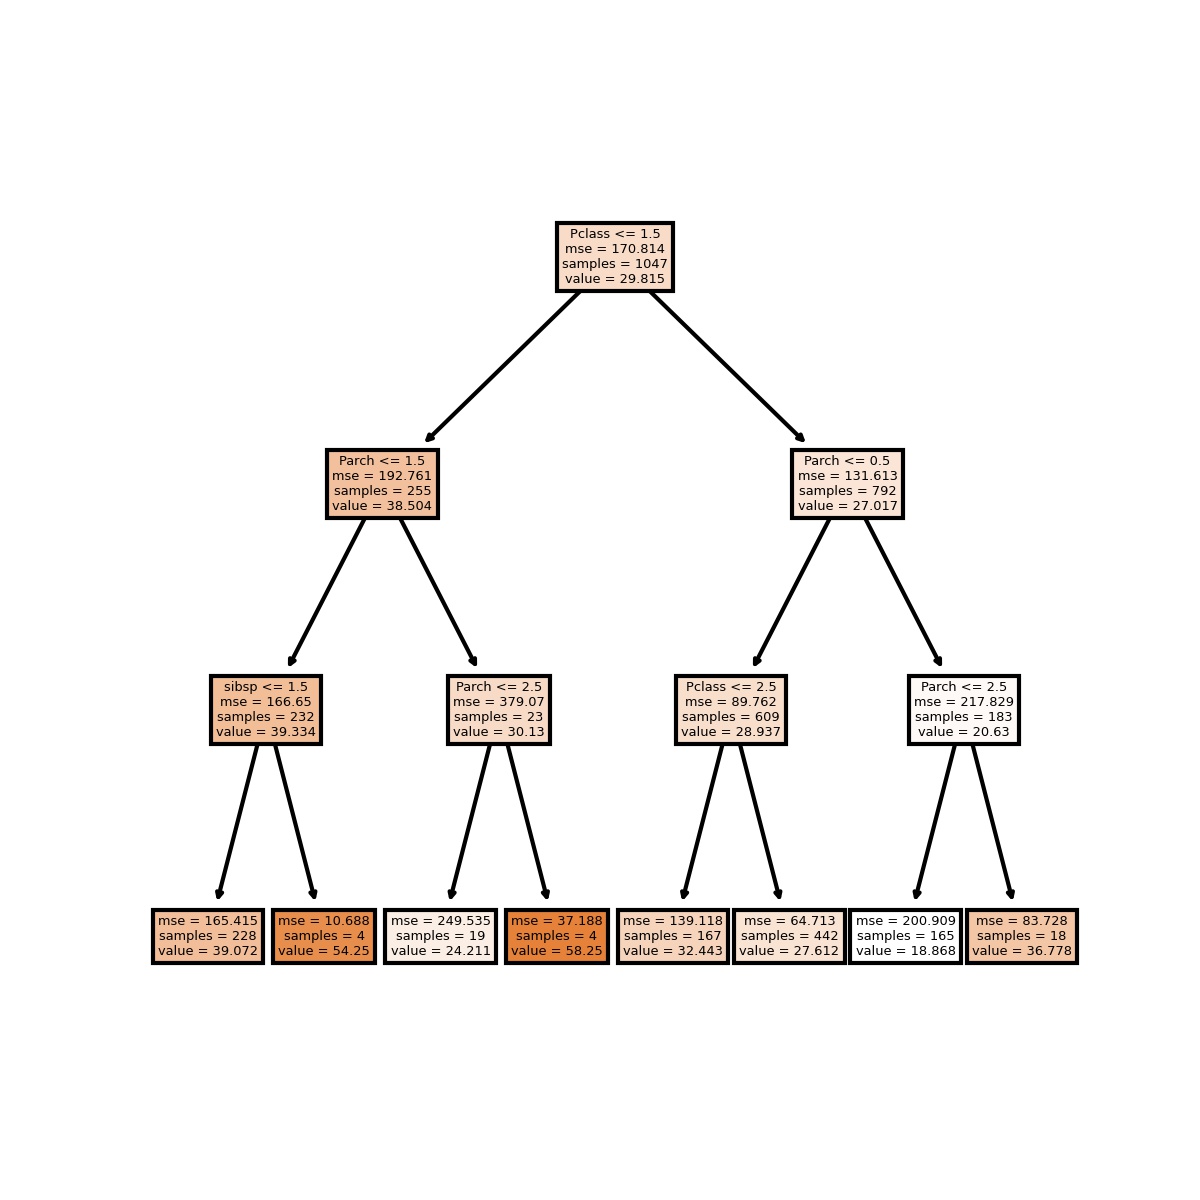 Pclass <= 1.5
mse = 170.814
samples = 1047
value = 29.815
Parch <= 1.5
mse = 192.761
samples = 255
value = 38.504
Parch <= 0.5
mse = 131.613
samples = 792
value = 27.017
sibsp <= 1.5
mse = 166.65
samples = 232
value = 39.334
Parch <= 2.5
mse = 379.07
samples = 23
value = 30.13
Pclass <= 2.5
mse = 89.762
samples = 609
value = 28.937
Parch <= 2.5
mse = 217.829
samples = 183
value = 20.63
mse = 165.415
samples = 228
value = 39.072
mse = 10.688
samples = 4
value = 54.25
mse = 249.535
samples = 19
value = 24.211
mse = 37.188
samples = 4
value = 58.25
mse = 139.118
samples = 167
value = 32.443
mse = 64.713
samples = 442
value = 27.612
mse = 200.909
samples = 165
value = 18.868
mse = 83.728
samples = 18
value = 36.778